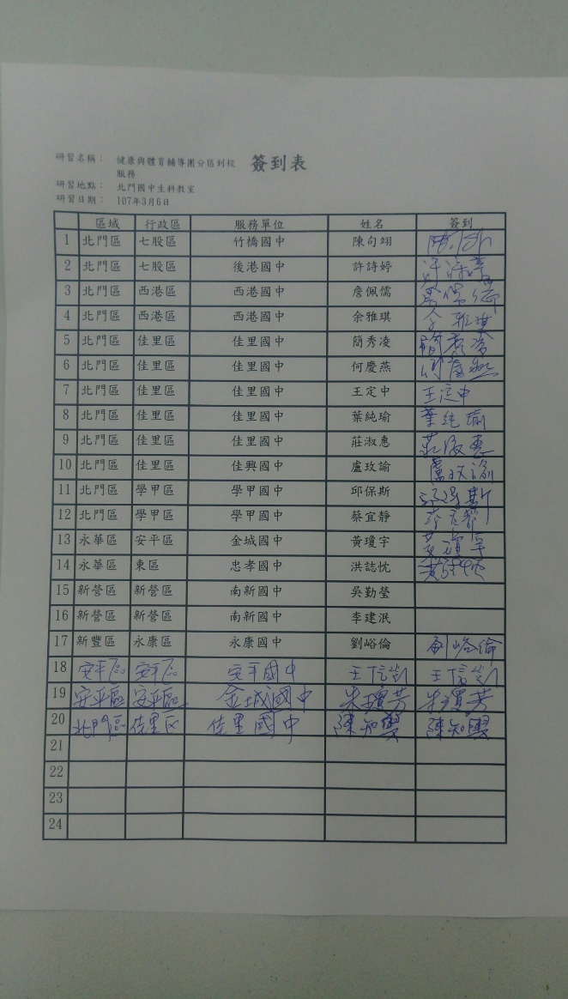 研習名稱： 健康與體育輔導團分區到校 簽到表
服務
研習地點： 北門國中生科教室
研習日期： 107年3月6日
區域 行政區 服務單位 姓名 簽到
1 北門區 七股區 竹橋國中 陳向翊
2 北門區 七股區 後港國中 許詩婷 許詩婷
3 北門區 西港區 西港國中 詹佩儒 詹佩儒
4 北門區 西港區 西港國中 余雅琪 余雅琪
5 北門區 佳里區 佳里國中 簡秀凌 簡秀凌
6 北門區 佳里區 佳里國中 何慶燕 何慶燕
7 北門區 佳里區 佳里國中 王定中 王定中
8 北門區 佳里區 佳里國中 葉純瑜 葉純瑜
9 北門區 佳里區 佳里國中 莊淑惠 莊淑惠
10 北門區 佳里區 佳興國中 盧玫諭 盧玫諭
11 北門區 學甲區 學甲國中 邱保斯 邱保斯
12 北門區 學甲區 學甲國中 蔡宜靜 蔡宜靜
13 永華區 安平區 金城國中 黃瓊宇 黃瓊宇
14 永華區 東區 忠孝國中 洪誌忱
15 新營區 新營區 南新國中 吳勤瑩
16 新營區 新營區 南新國中 李建泯
17 新豐區 永康區 永康國中 劉峪倫 劉峪倫
18 安平區 安平區 安平國中 王信凱 王信凱
19 安平區 安平區 金城國中 朱瓊芳 朱瓊芳
20 北門區 佳里區 佳里國中 陳知輿 陳知輿
21
22
23
24